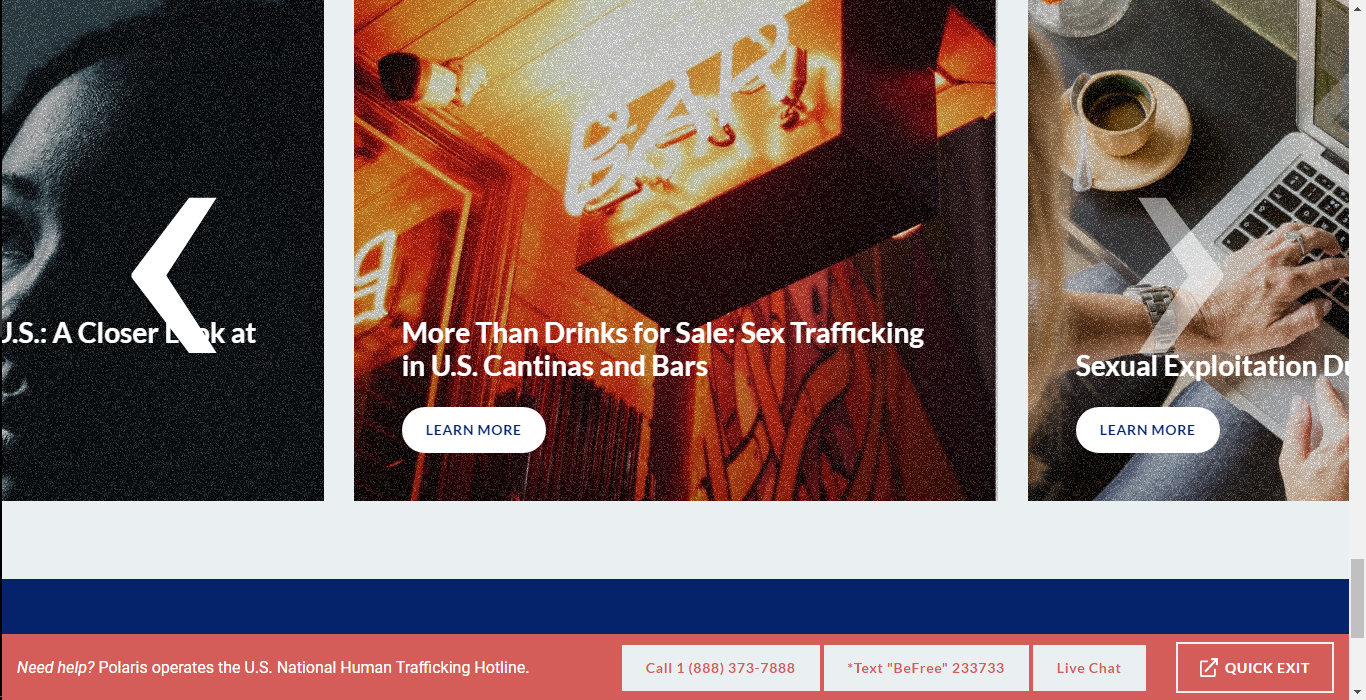 BAR
U.S.: A Closer Look at
More Than Drinks for Sale: Sex Trafficking
in U.S. Cantinas and Bars
LEARN MORE
Sexual Exploitation Du
LEARN MORE
Need help? Polaris operates the U.S. National Human Trafficking Hotline.
Call 1 (888) 373-7888
*Text "BeFree" 233733
Live Chat
QUICK EXIT